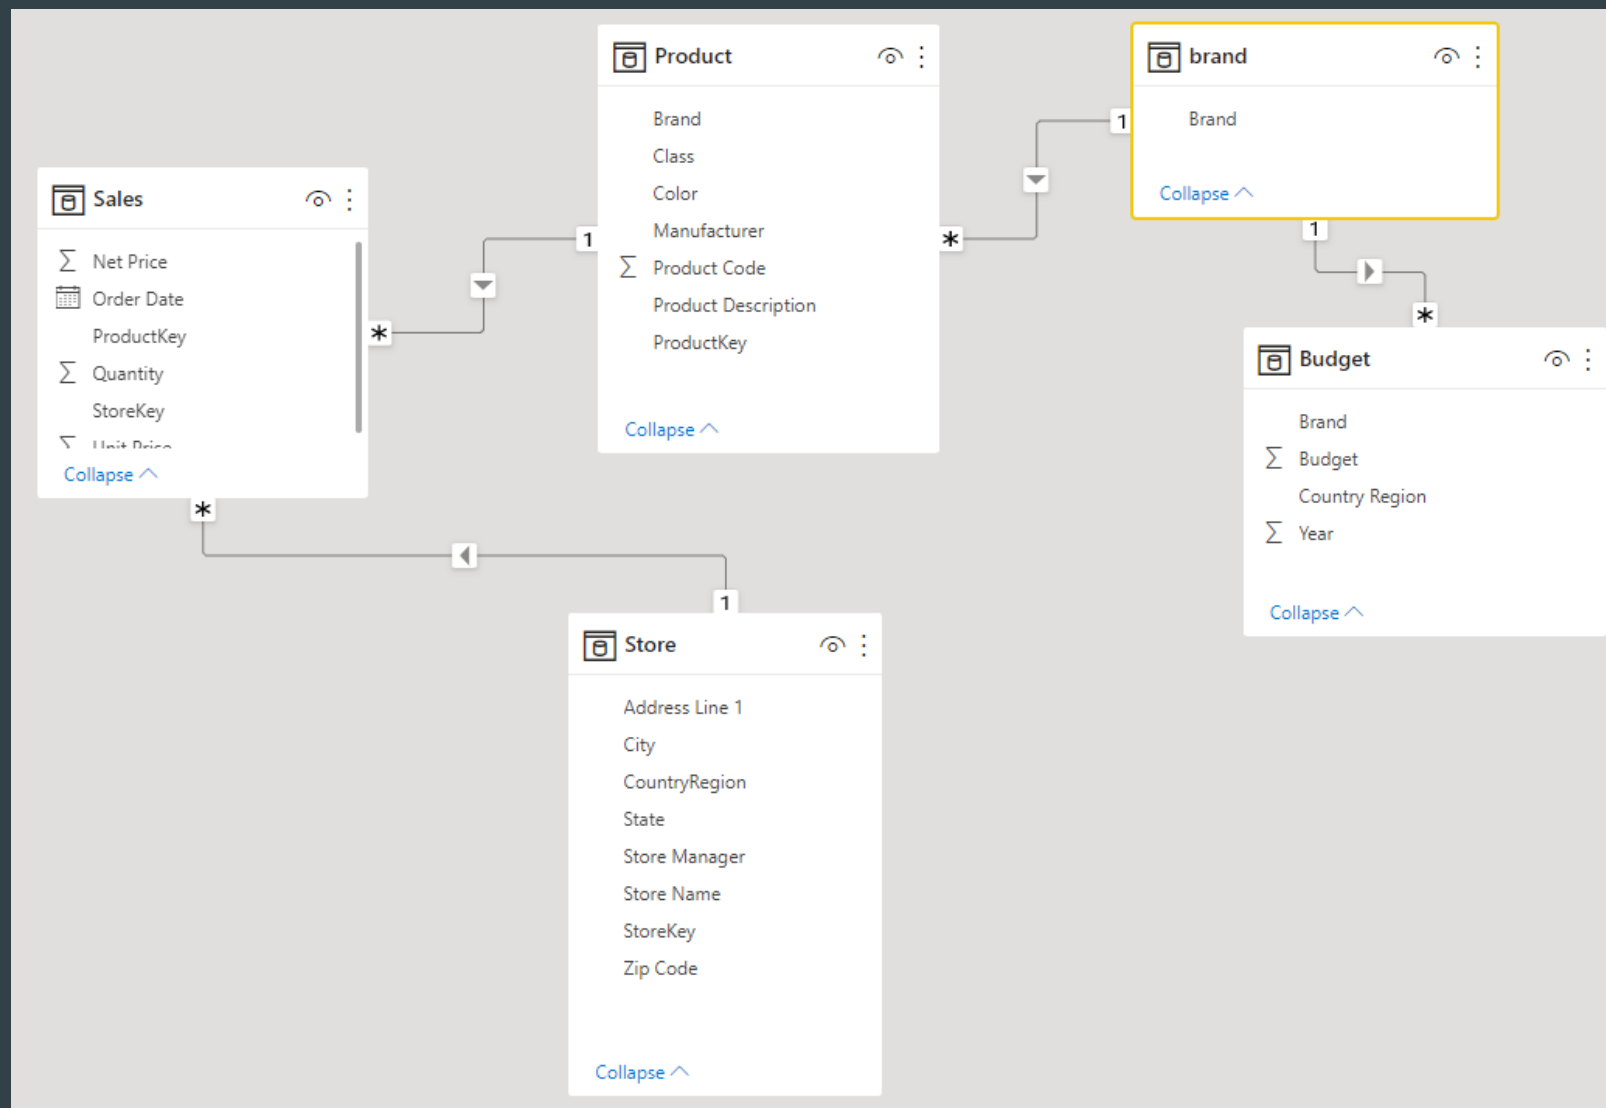 Product
Brand
Class
Color
Manufacturer
Product Code
Product Description
ProductKey
Collapse
brand
Brand
Collapse
Sales
Net Price
Order Date
ProductKey
Quantity
StoreKey
Unit Price
Collapse
1
*
1
*
1
*
1
*
Budget
Brand
Budget
Country Region
Year
Collapse
Store
Address Line 1
City
CountryRegion
State
Store Manager
Store Name
StoreKey
Zip Code
Collapse